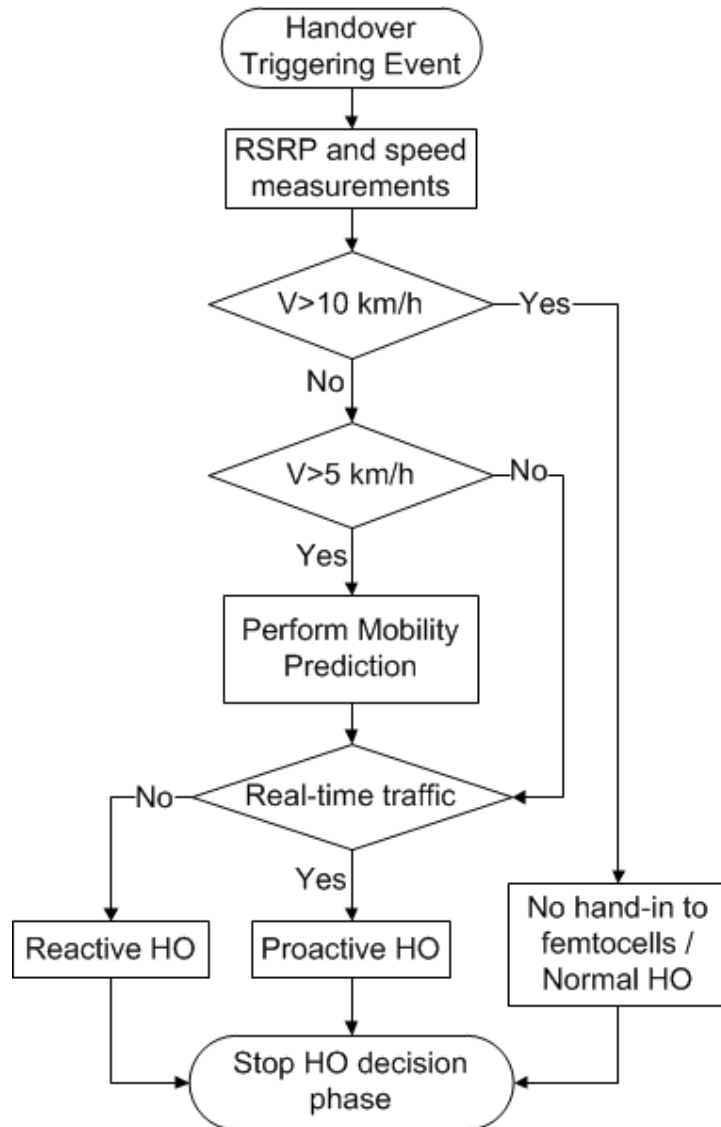 Handover
Triggering Event
RSRP and speed
measurements
V>10 km/h
Yes
No
V>5 km/h
No
Yes
Perform Mobility
Prediction
Real-time traffic
No
Yes
Reactive HO
Proactive HO
No hand-in to
femtocells /
Normal HO
Stop HO decision
phase